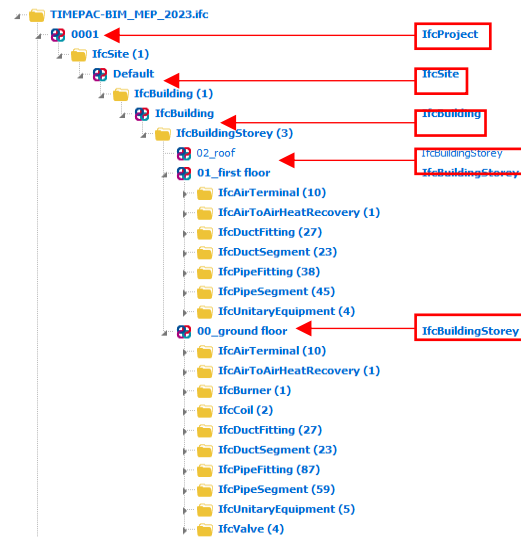 TIMEPAC-BIM_MEP_2023.ifc
0001 IfcProject
IfcSite (1)
Default IfcSite
IfcBuilding (1)
IfcBuilding IfcBuilding
IfcBuildingStorey (3)
02_roof IfcBuildingStorey
01_first floor IfcBuildingStorey
IfcAirTerminal (10)
IfcAirToAirHeatRecovery (1)
IfcDuctFitting (27)
IfcDuctSegment (23)
IfcPipeFitting (38)
IfcPipeSegment (45)
IfcUnitaryEquipment (4)
00_ground floor IfcBuildingStorey
IfcAirTerminal (10)
IfcAirToAirHeatRecovery (1)
IfcBurner (1)
IfcCoil (2)
IfcDuctFitting (27)
IfcDuctSegment (23)
IfcPipeFitting (87)
IfcPipeSegment (59)
IfcUnitaryEquipment (5)
IfcValve (4)